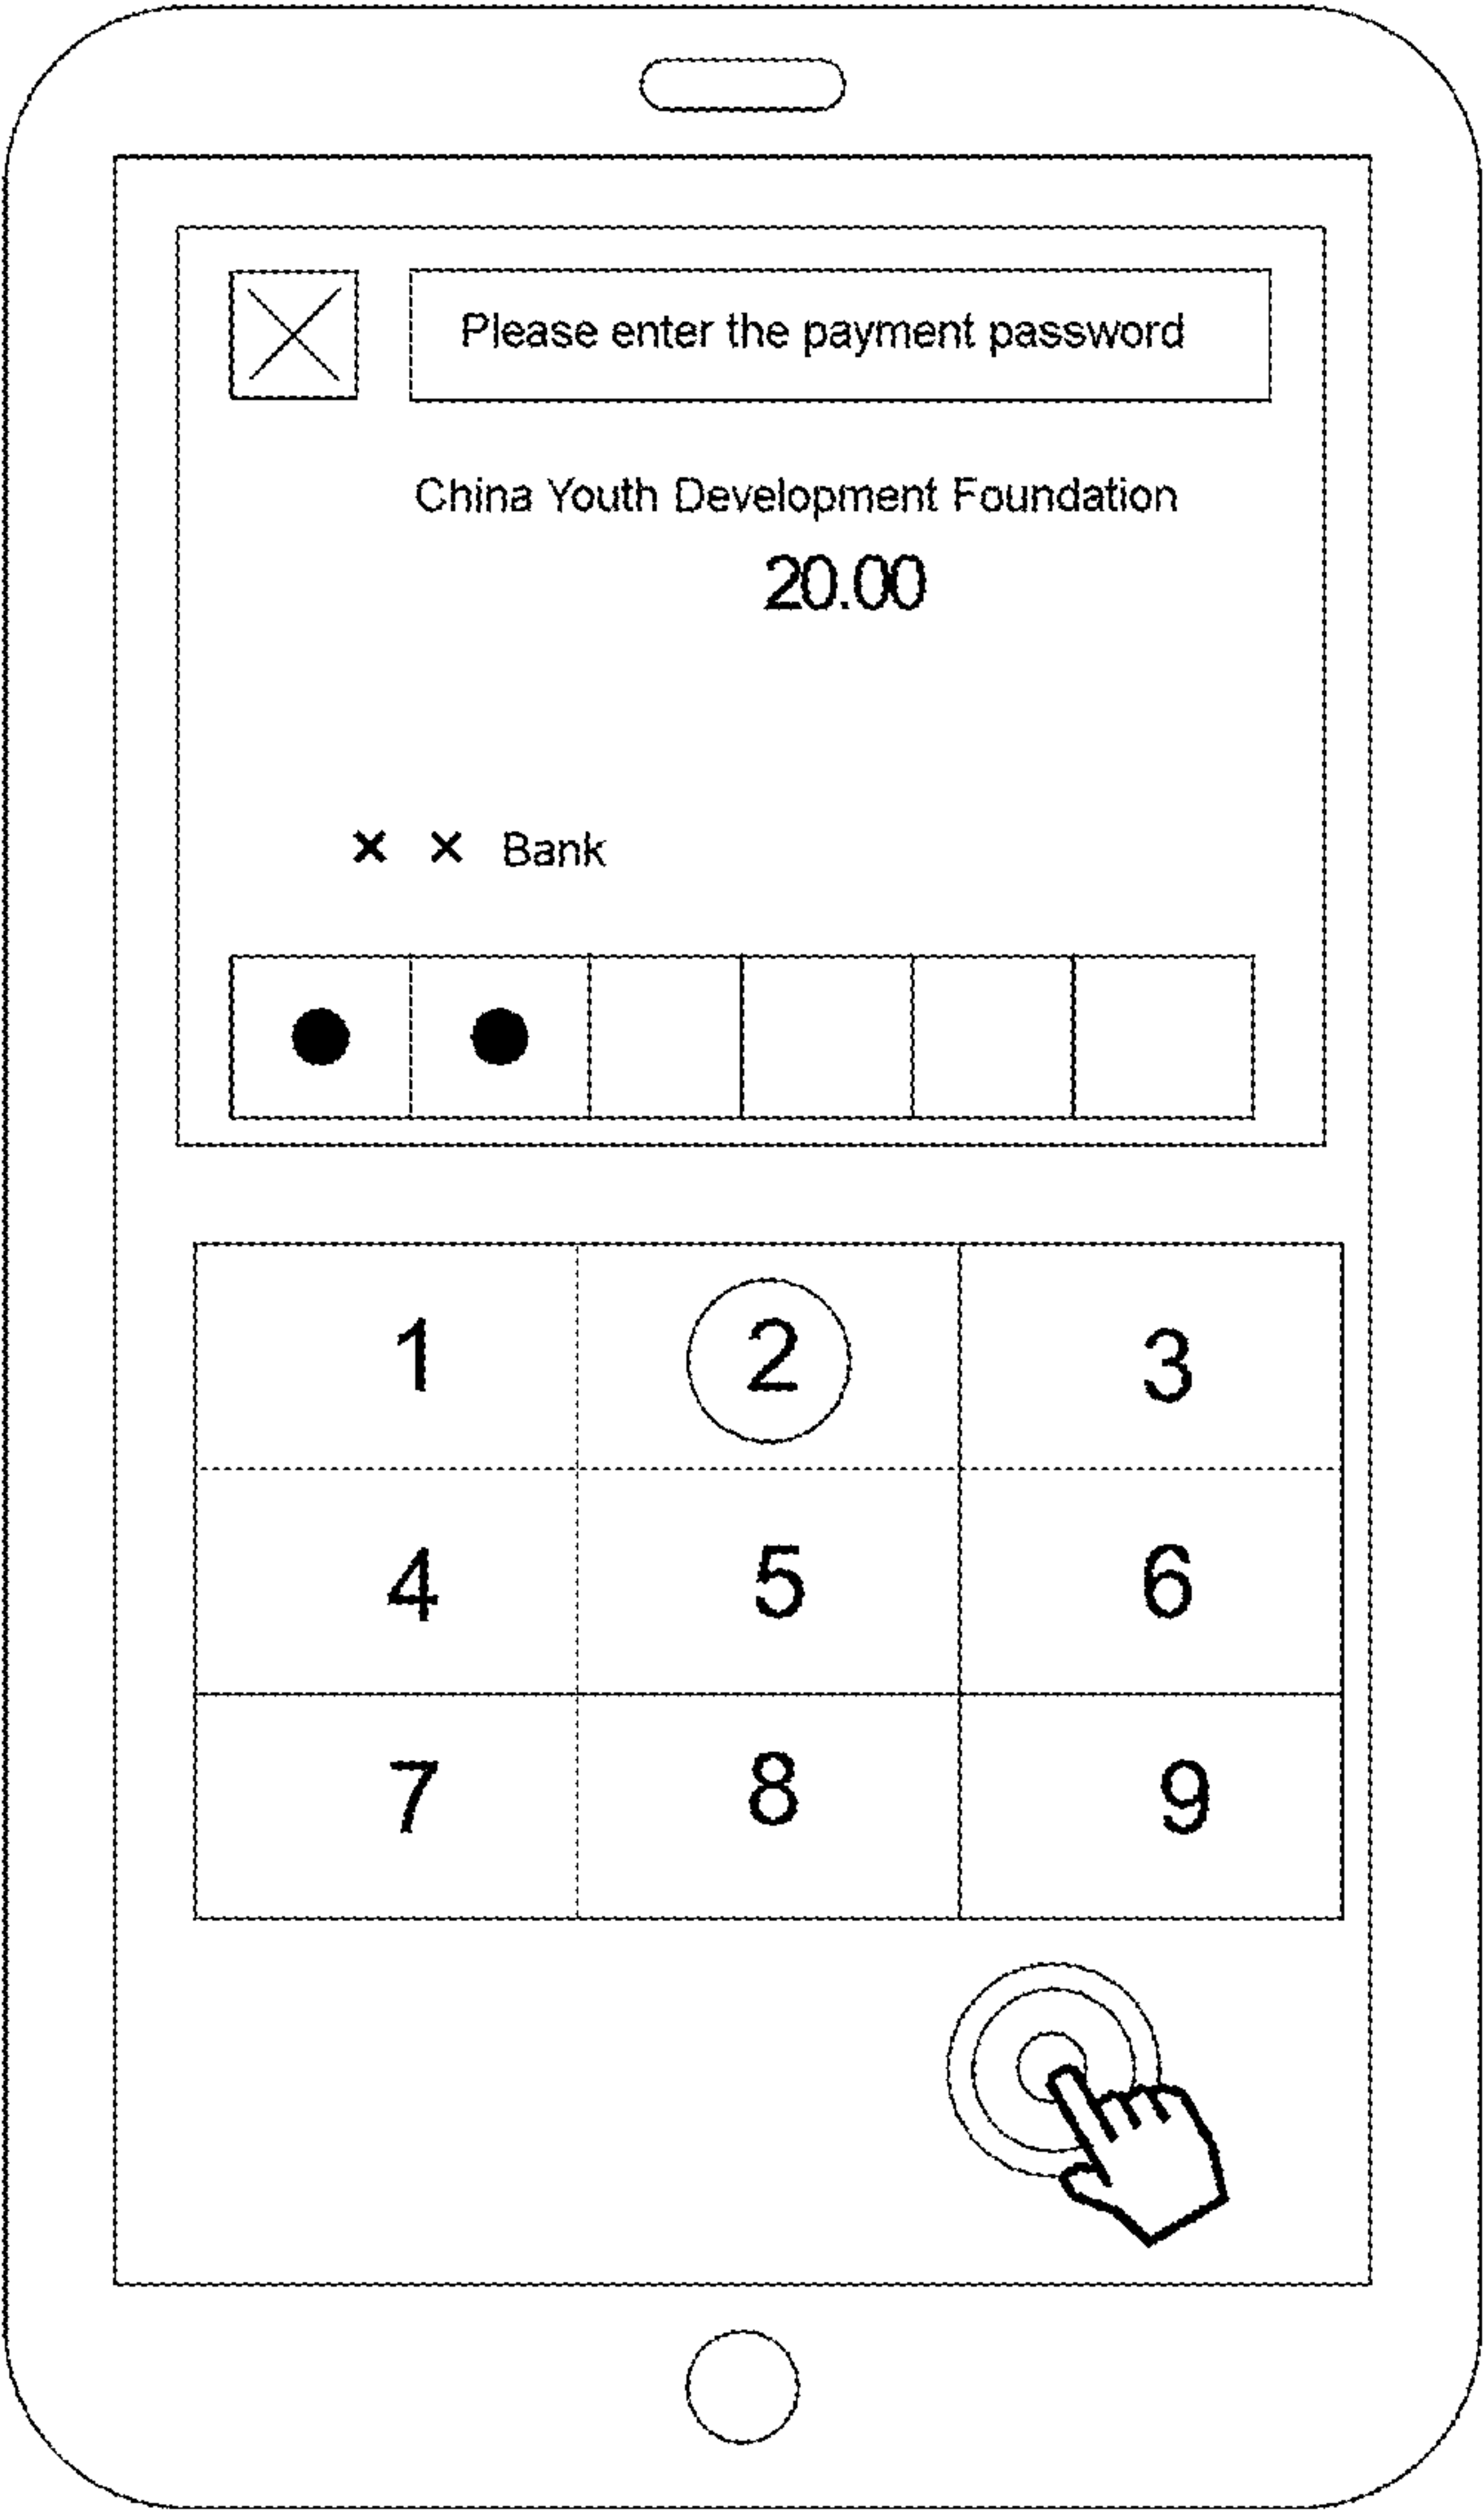 Please enter the payment password
China Youth Development Foundation
20.00
× × Bank
1 2 3
4 5 6
7 8 9